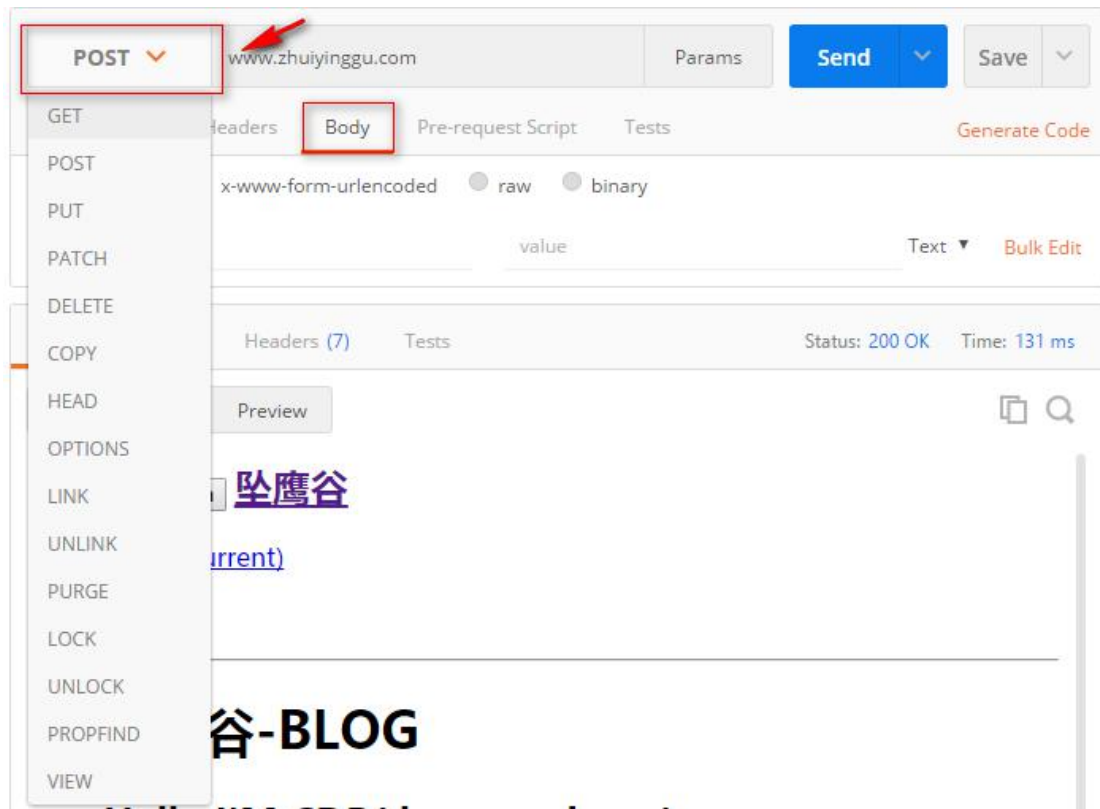 POST www.zhuiyinggu.com Params Send Save
GET
Headers Body Pre-request Script Tests Generate Code
POST
x-www-form-urlencoded raw binary
PUT
value Text Bulk Edit
PATCH
DELETE
Headers (7) Tests Status: 200 OK Time: 131 ms
COPY
HEAD
Preview
OPTIONS
坠鹰谷
LINK
UNLINK
urrent)
PURGE
LOCK
UNLOCK
谷-BLOG
PROPFIND
VIEW